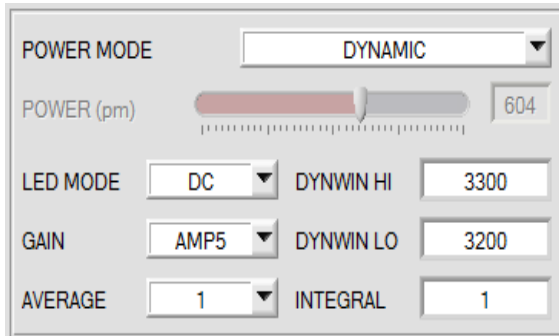 POWER MODE DYNAMIC
POWER (pm) 604
LED MODE DC DYNWIN HI 3300
GAIN AMP5 DYNWIN LO 3200
AVERAGE 1 INTEGRAL 1